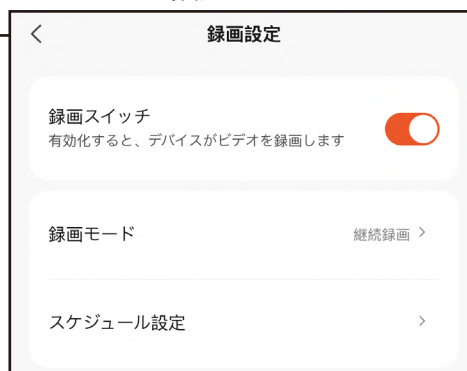 録画設定
録画スイッチ
有効化すると、デバイスがビデオを録画します
録画モード
継続録画
スケジュール設定